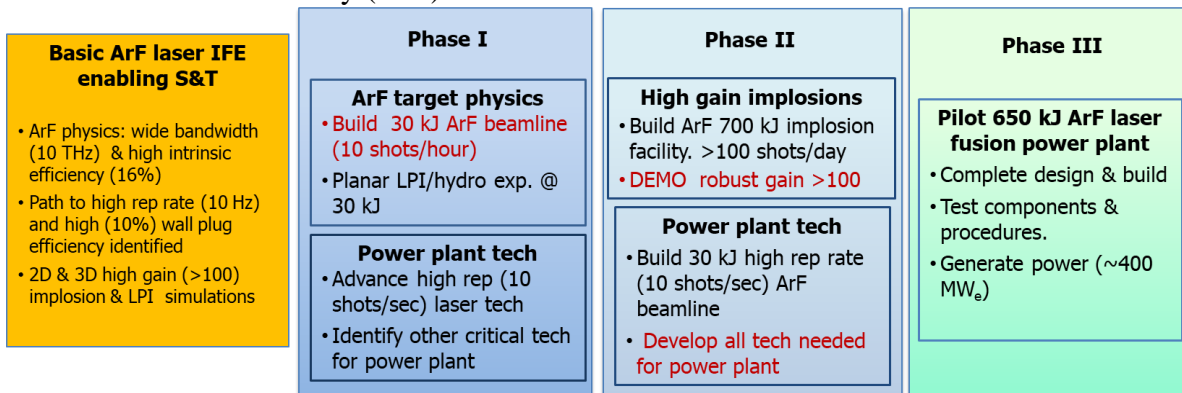 Basic ArF laser IFE
enabling S&T
• ArF physics: wide bandwidth
(10 THz) & high intrinsic
efficiency (16%)
• Path to high rep rate (10 Hz)
and high (10%) wall plug
efficiency identified
• 2D & 3D high gain (>100)
implosion & LPI simulations
Phase I
ArF target physics
• Build 30 kJ ArF beamline
(10 shots/hour)
• Planar LPI/hydro exp. @
30 kJ
Power plant tech
• Advance high rep (10
shots/sec) laser tech
• Identify other critical tech
for power plant
Phase II
High gain implosions
• Build ArF 700 kJ implosion
facility. >100 shots/day
• DEMO robust gain >100
Power plant tech
• Build 30 kJ high rep rate
(10 shots/sec) ArF
beamline
• Develop all tech needed
for power plant
Phase III
Pilot 650 kJ ArF laser
fusion power plant
• Complete design & build
• Test components &
procedures.
• Generate power (~400
MWe)